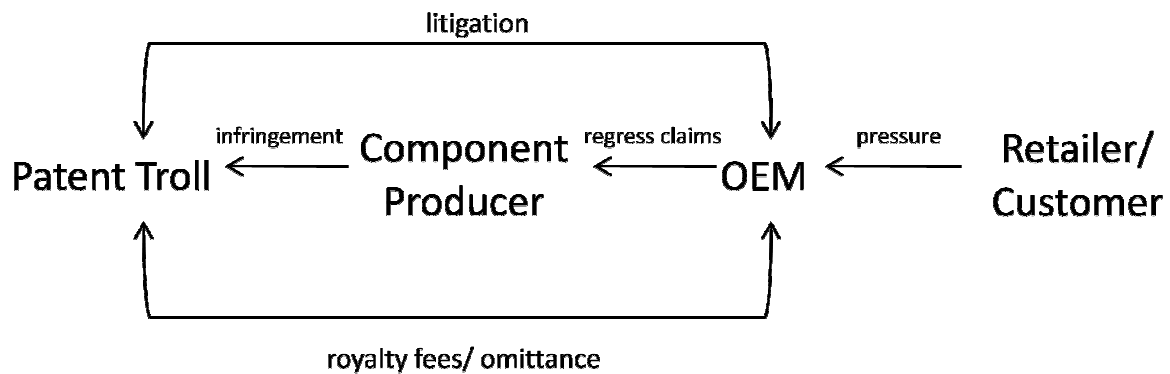 litigation
infringement
regress claims
pressure
Patent Troll
Component
Producer
OEM
Retailer/
Customer
royalty fees/ omittance